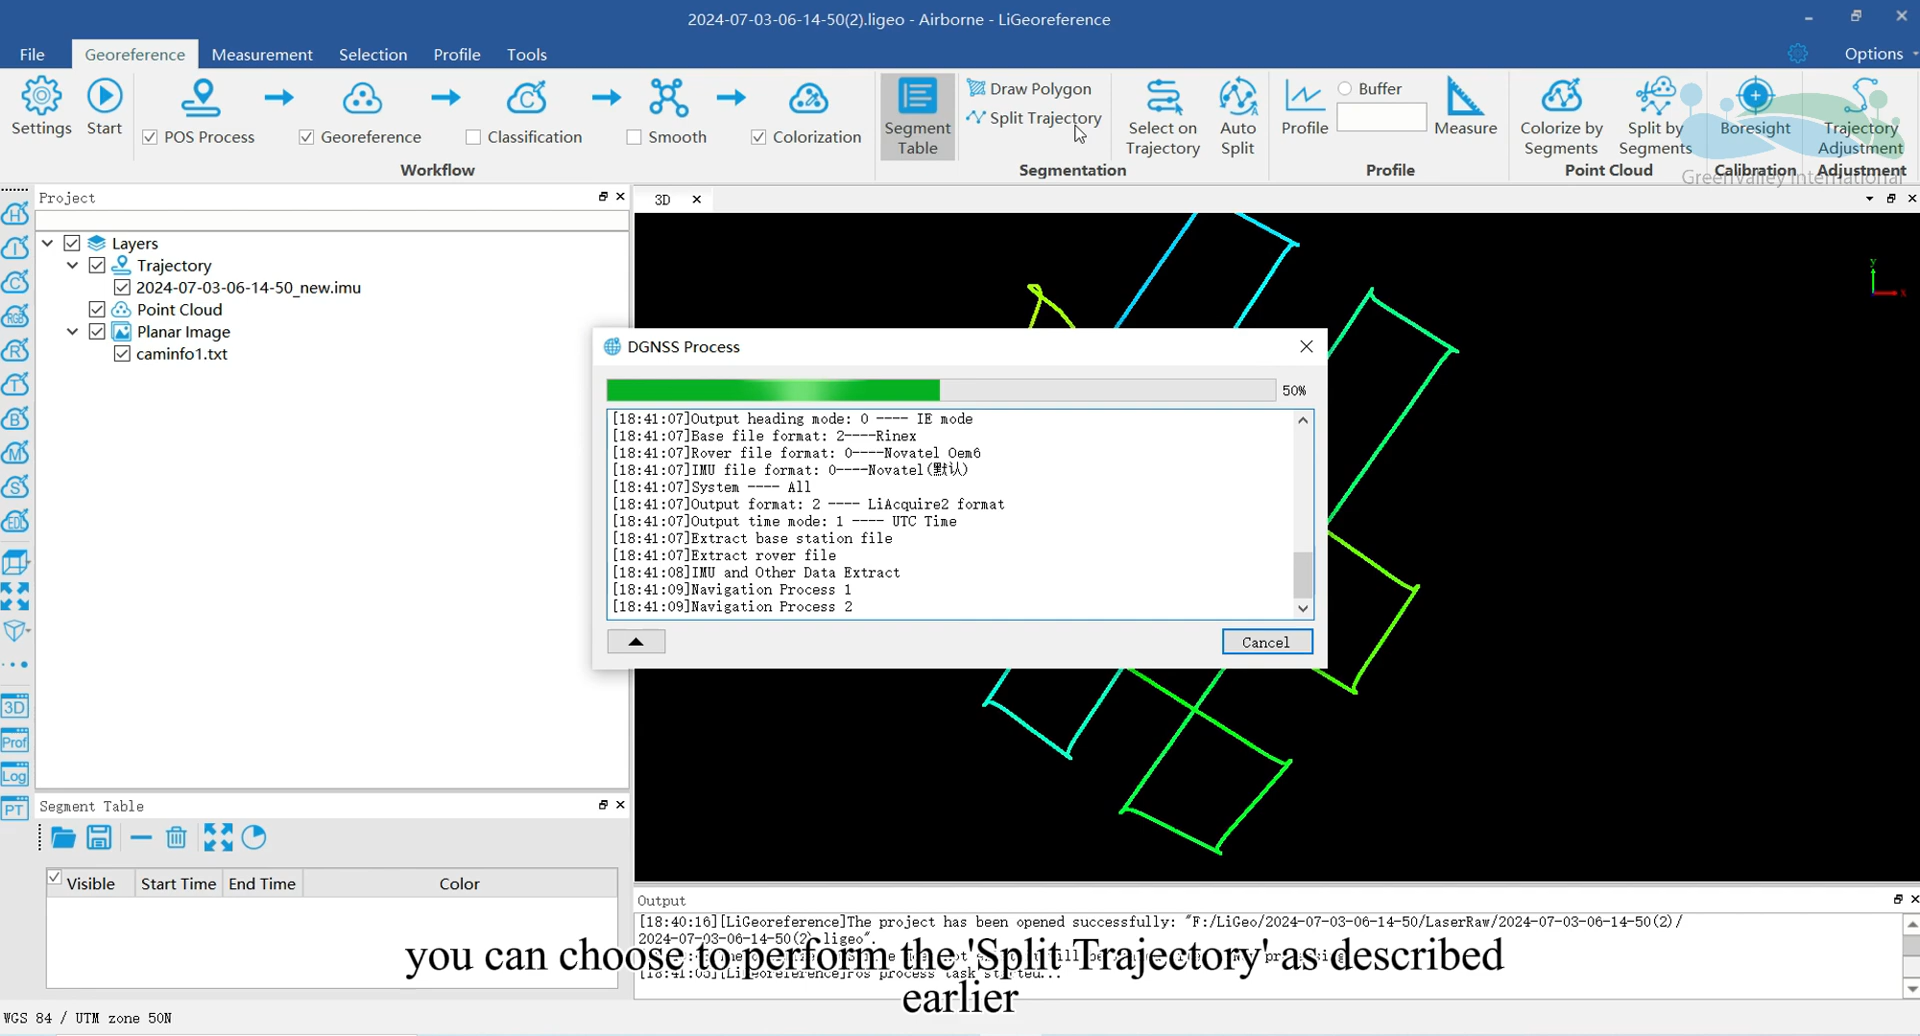 2024-07-03-06-14-50(2).ligeo - Airborne - LiGeoreference
File Georeference Measurement Selection Profile Tools Options
Settings Start POS Process Georeference Classification Smooth Colorization
Workflow
Segment Table
Draw Polygon
Split Trajectory
Select on Trajectory
Auto Split
Segmentation
Profile
Buffer
Measure
Profile
Colorize by Segments
Split by Segments
Point Cloud
Boresight
Calibration
Trajectory Adjustment
Adjustment
GreenValley International
Project
Layers
Trajectory
2024-07-03-06-14-50_new.imu
Point Cloud
Planar Image
caminfo1.txt
H
I
C
RGB
R
T
B
M
S
ED
3D
Prof
Log
PT
3D
y
x
DGNSS Process
50%
[18:41:07]Output heading mode: 0 ---- IE mode
[18:41:07]Base file format: 2----Rinex
[18:41:07]Rover file format: 0----Novatel Oem6
[18:41:07]IMU file format: 0----Novatel(默认)
[18:41:07]System ---- All
[18:41:07]Output format: 2 ---- LiAcquire2 format
[18:41:07]Output time mode: 1 ---- UTC Time
[18:41:07]Extract base station file
[18:41:07]Extract rover file
[18:41:08]IMU and Other Data Extract
[18:41:09]Navigation Process 1
[18:41:09]Navigation Process 2
Cancel
Segment Table
Visible Start Time End Time Color
Output
[18:40:16][LiGeoreference]The project has been opened successfully: "F:/LiGeo/2024-07-03-06-14-50/LaserRaw/2024-07-03-06-14-50(2)/
2024-07-03-06-14-50(2).ligeo".
you can choose to perform the 'Split Trajectory' as described
earlier
WGS 84 / UTM zone 50N